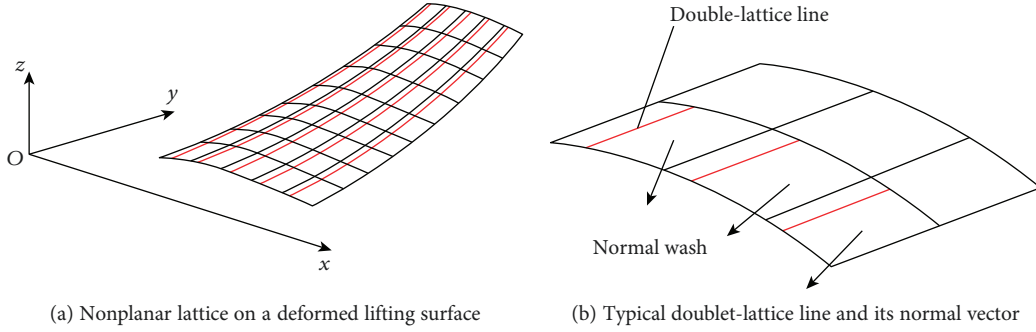 z
y
O
x
(a) Nonplanar lattice on a deformed lifting surface
Double-lattice line
Normal wash
(b) Typical doublet-lattice line and its normal vector